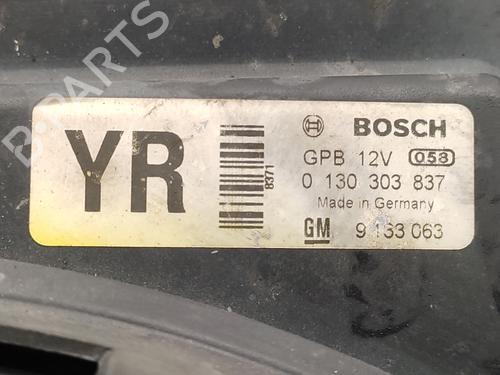 B-PARTS
YR
8371
BOSCH
GPB 12V 058
0 130 303 837
Made in Germany
GM 9 133 063